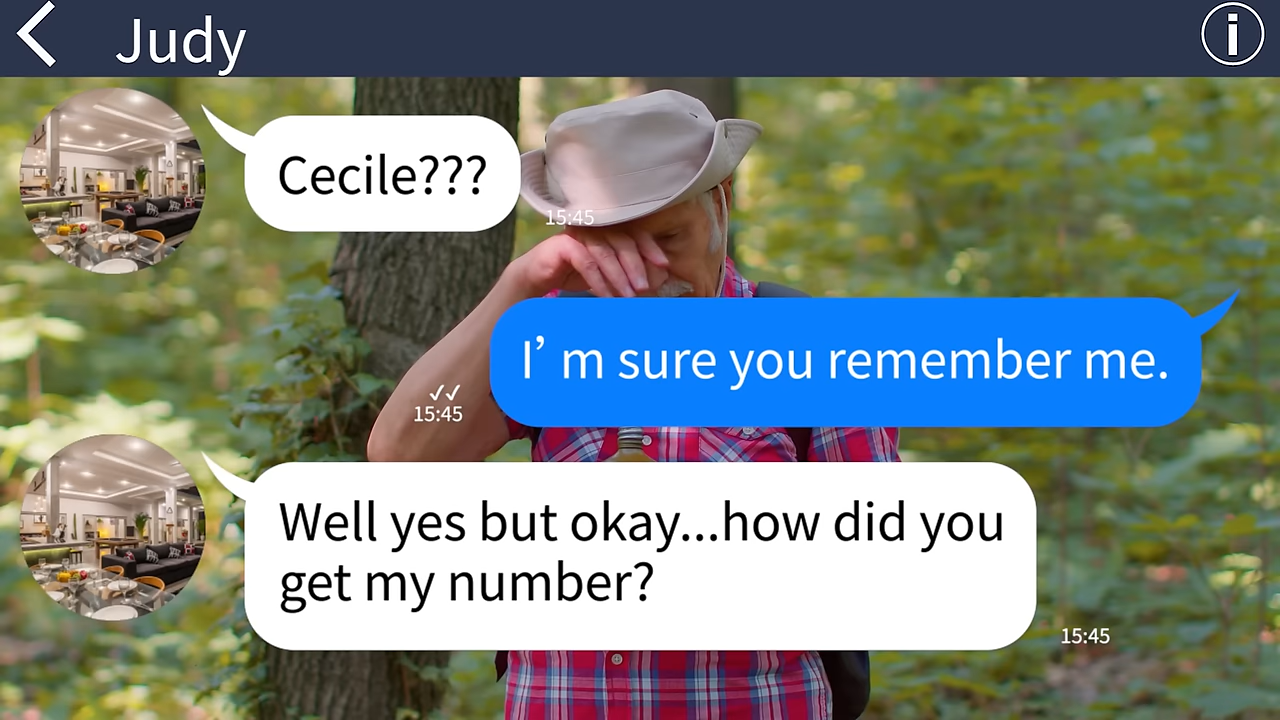 Judy
Cecile???
15:45
I’m sure you remember me.
15:45
Well yes but okay...how did you
get my number?
15:45